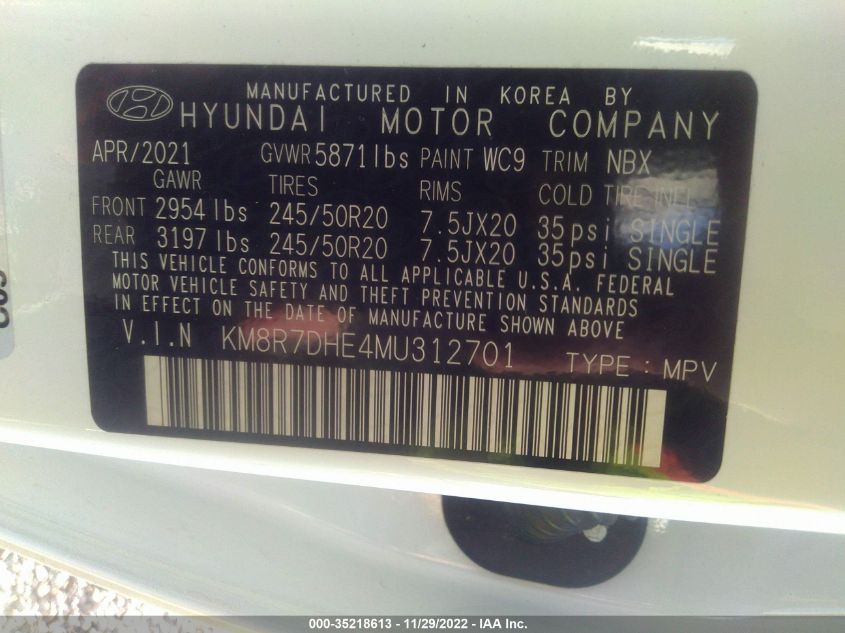 MANUFACTURED IN KOREA BY
HYUNDAI MOTOR COMPANY
APR/2021 GVWR 5871lbs PAINT WC9 TRIM NBX
GAWR TIRES RIMS COLD TIRE INFL
FRONT 2954 lbs 245/50R20 7.5JX20 35psi SINGLE
REAR 3197 lbs 245/50R20 7.5JX20 35psi SINGLE
THIS VEHICLE CONFORMS TO ALL APPLICABLE U.S.A. FEDERAL
MOTOR VEHICLE SAFETY AND THEFT PREVENTION STANDARDS
IN EFFECT ON THE DATE OF MANUFACTURE SHOWN ABOVE
V.I.N KM8R7DHE4MU312701 TYPE : MPV
000-35218613 - 11/29/2022 - IAA Inc.